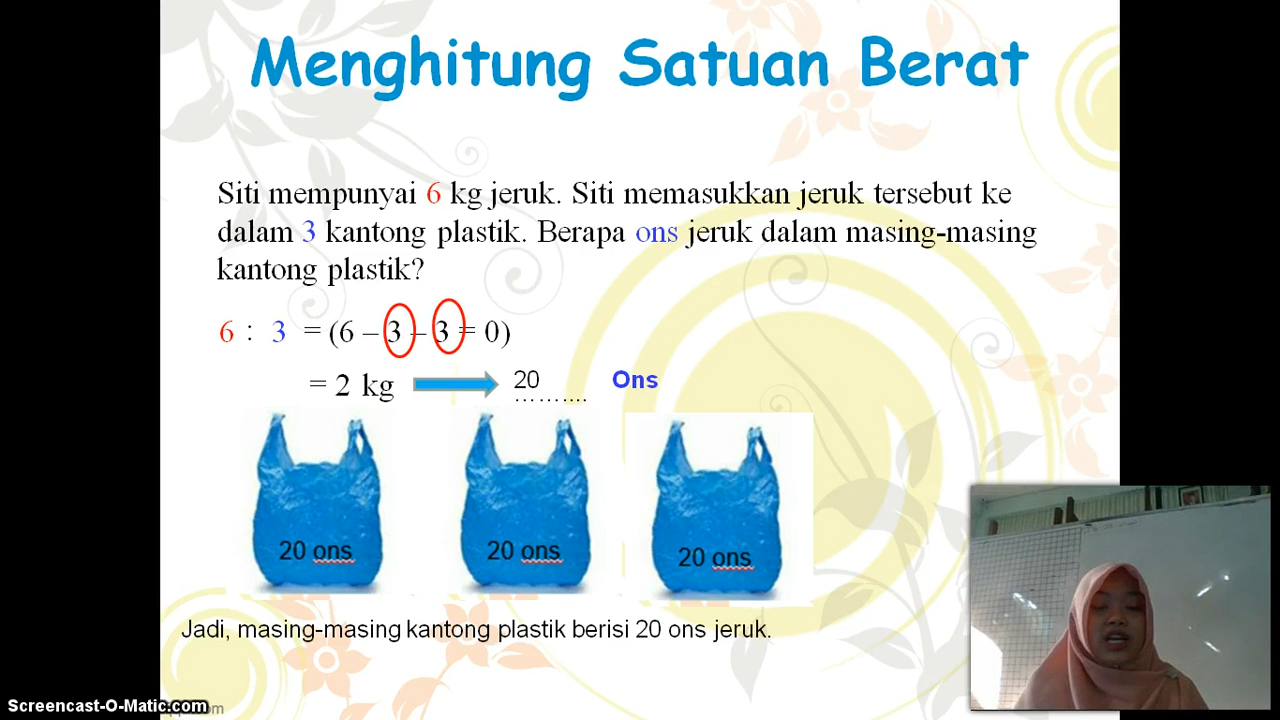 Menghitung Satuan Berat
Siti mempunyai 6 kg jeruk. Siti memasukkan jeruk tersebut ke
dalam 3 kantong plastik. Berapa ons jeruk dalam masing-masing
kantong plastik?
6 : 3 = (6 – 3 – 3 = 0)
= 2 kg 20 Ons
……....
20 ons 20 ons 20 ons
Jadi, masing-masing kantong plastik berisi 20 ons jeruk.
Screencast-O-Matic.com